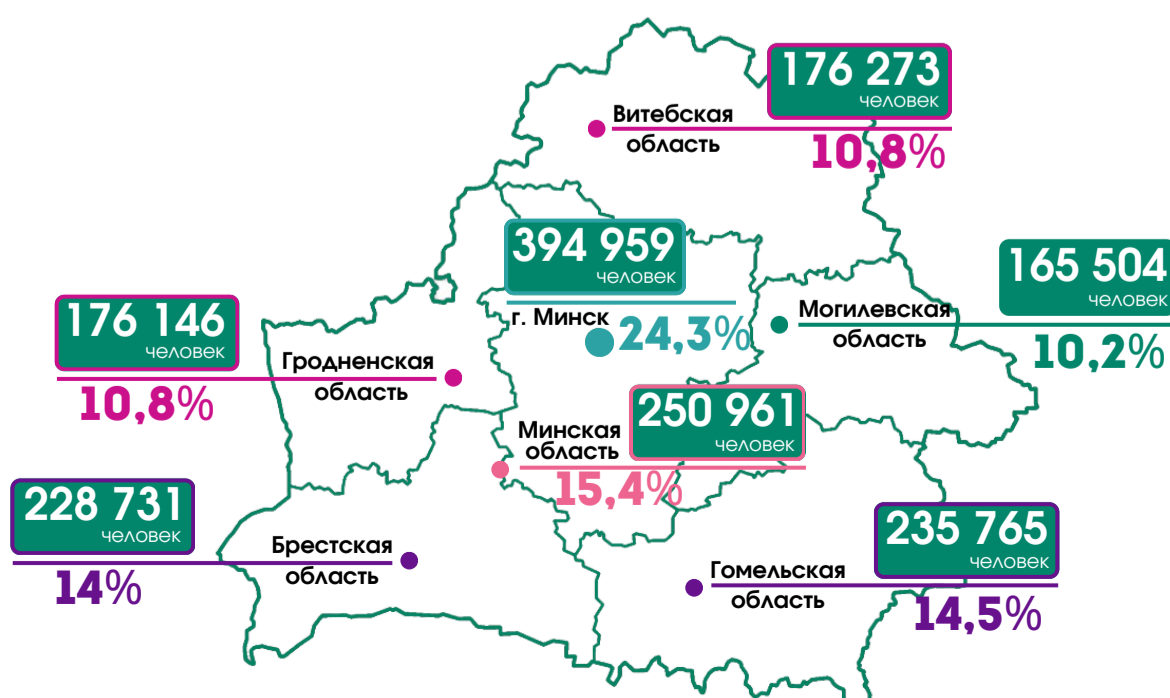 176 273
человек
Витебская
область
10,8%
394 959
человек
г. Минск
24,3%
165 504
человек
Могилевская
область
10,2%
176 146
человек
Гродненская
область
10,8%
250 961
человек
Минская
область
15,4%
228 731
человек
Брестская
область
14%
235 765
человек
Гомельская
область
14,5%